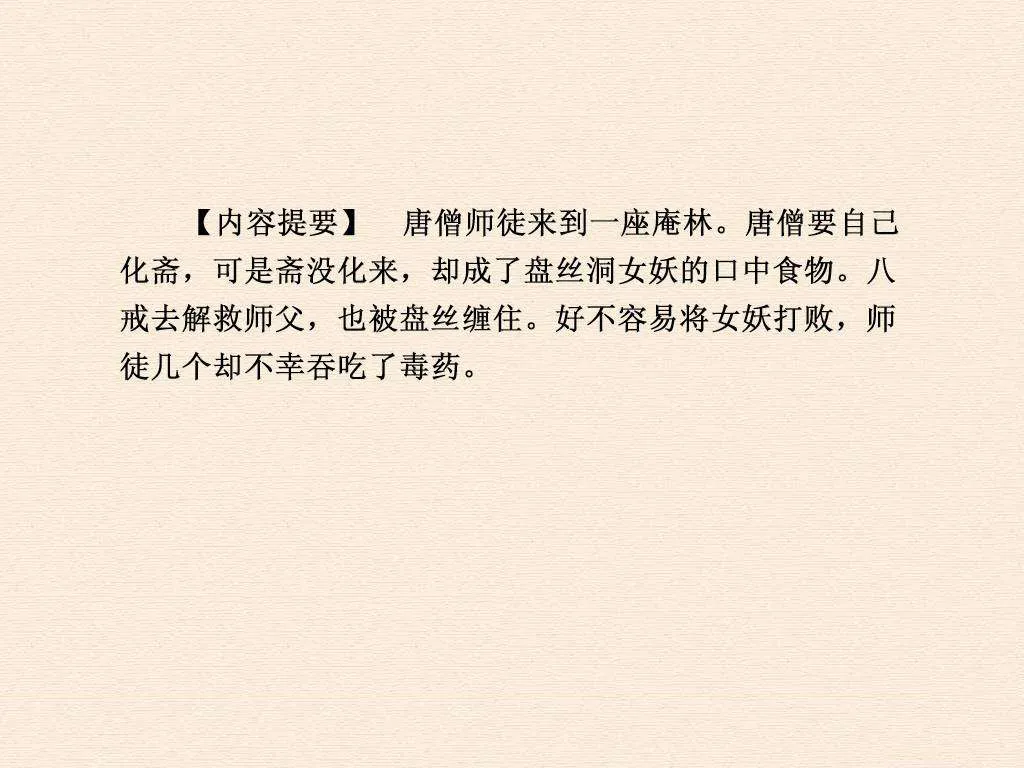 【内容提要】 唐僧师徒来到一座庵林。唐僧要自己
化斋，可是斋没化来，却成了盘丝洞女妖的口中食物。八
戒去解救师父，也被盘丝缠住。好不容易将女妖打败，师
徒几个却不幸吞吃了毒药。